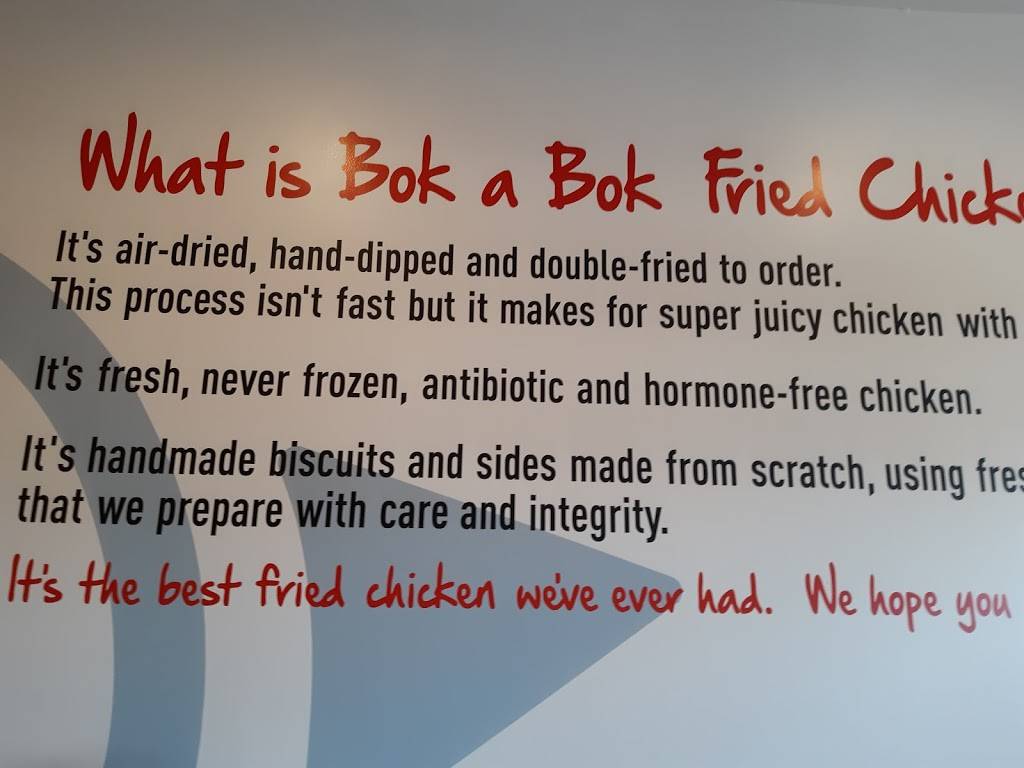 What is Bok a Bok Fried Chick
It's air-dried, hand-dipped and double-fried to order.
This process isn't fast but it makes for super juicy chicken with
It's fresh, never frozen, antibiotic and hormone-free chicken.
It's handmade biscuits and sides made from scratch, using fres
that we prepare with care and integrity.
It's the best fried chicken we've ever had. We hope you